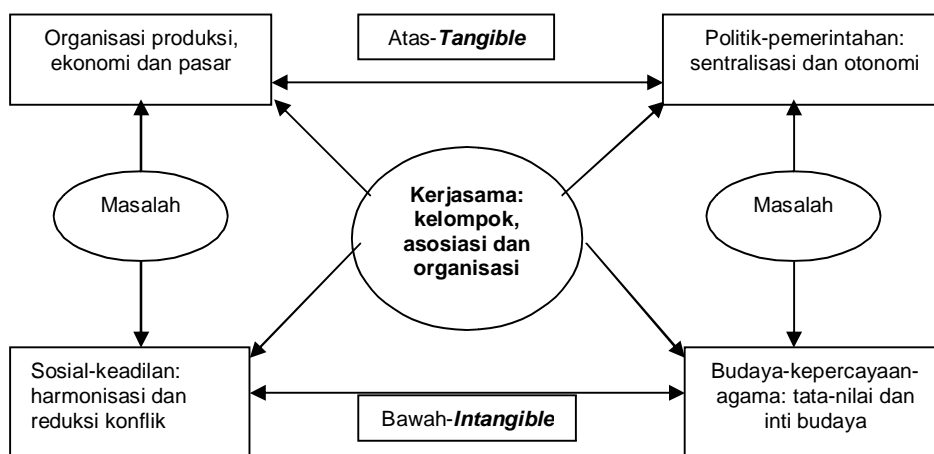 Organisasi produksi,
ekonomi dan pasar
Atas-Tangible
Politik-pemerintahan:
sentralisasi dan otonomi
Masalah
Kerjasama:
kelompok,
asosiasi dan
organisasi
Masalah
Sosial-keadilan:
harmonisasi dan
reduksi konflik
Bawah-Intangible
Budaya-kepercayaan-
agama: tata-nilai dan
inti budaya